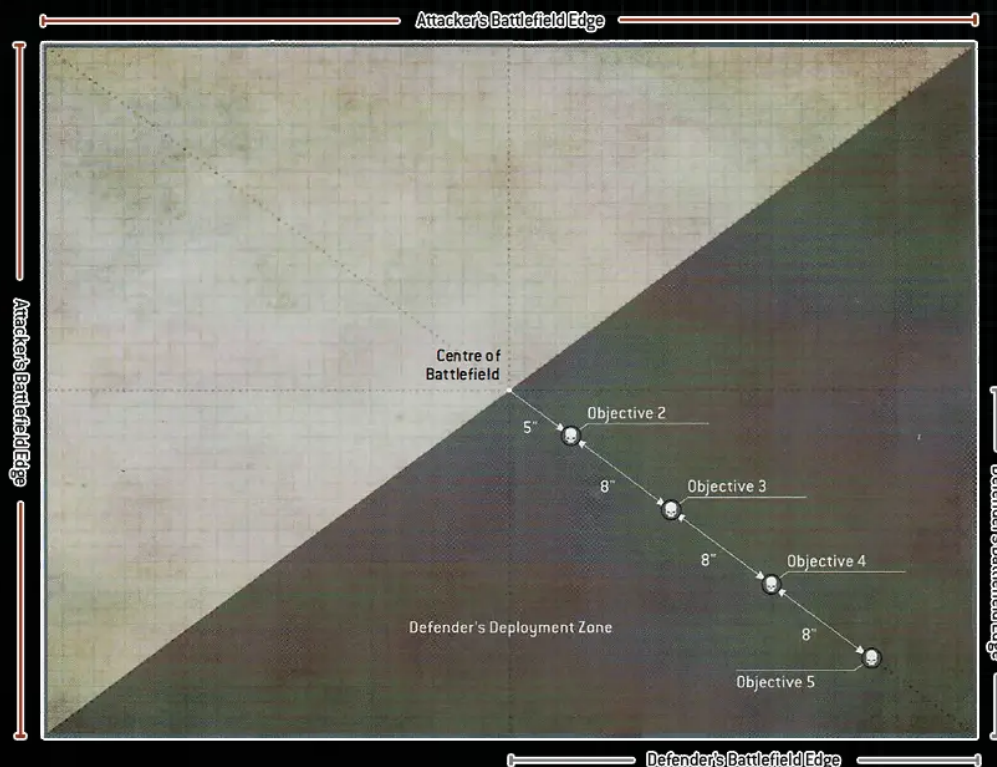 Attacker's Battlefield Edge
Attacker's Battlefield Edge
Centre of
Battlefield
Objective 2
5"
8"
Objective 3
8"
Objective 4
8"
Defender's Deployment Zone
Objective 5
Defender's Battlefield Edge